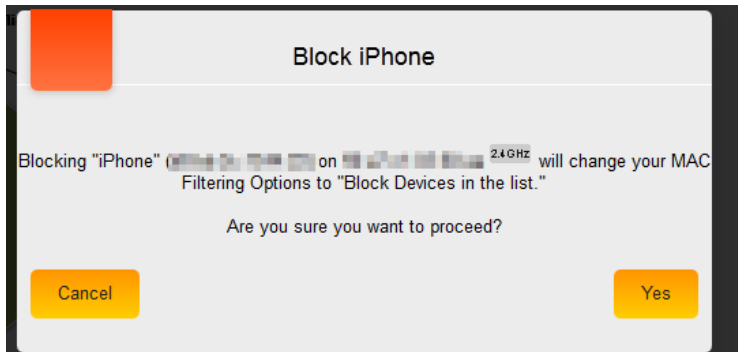 Block iPhone
Blocking "iPhone" ( on 2.4GHz will change your MAC
Filtering Options to "Block Devices in the list."
Are you sure you want to proceed?
Cancel
Yes